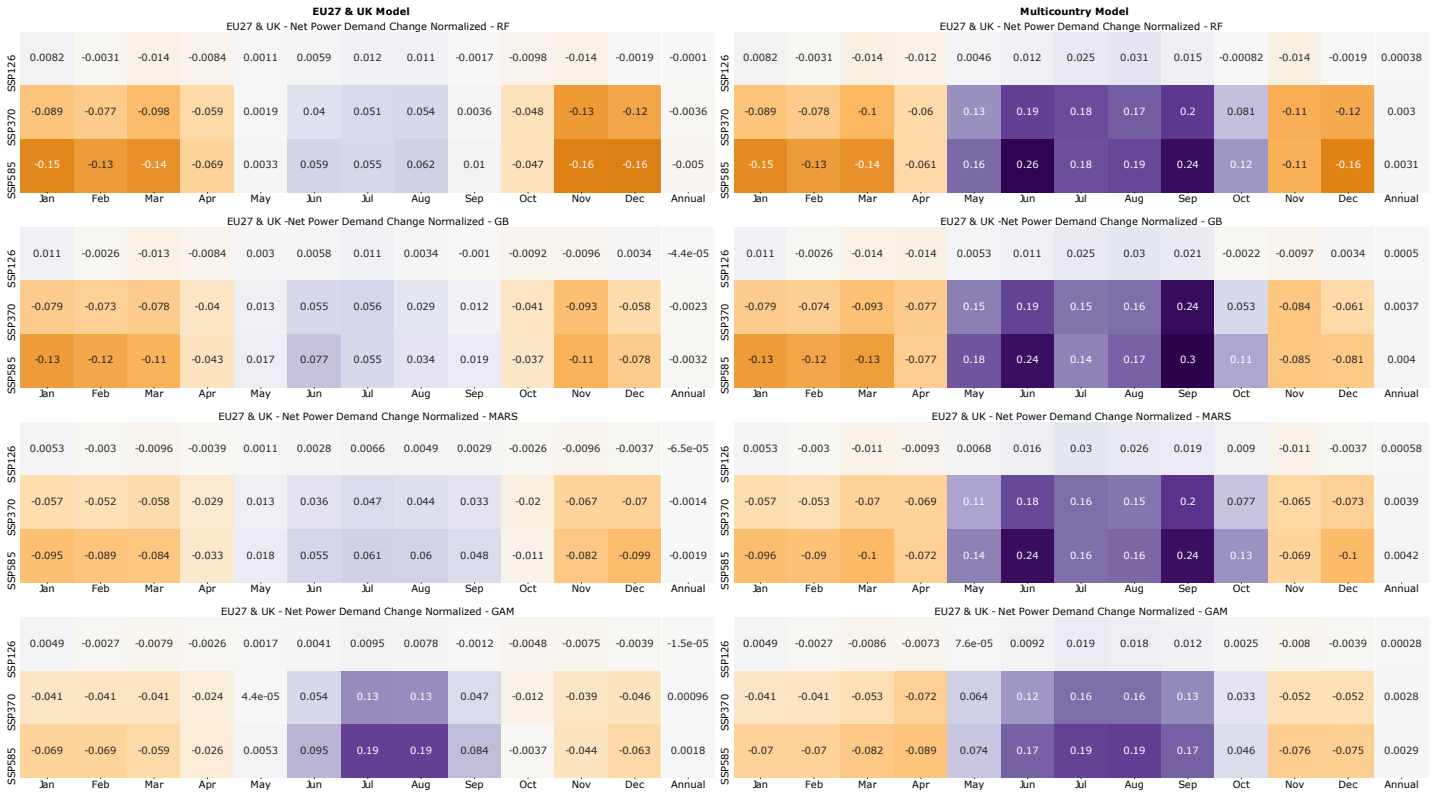 EU27 & UK Model
EU27 & UK - Net Power Demand Change Normalized - RF
SSP126 0.0082 -0.0031 -0.014 -0.0084 0.0011 0.0059 0.012 0.011 -0.0017 -0.0098 -0.014 -0.0019 -0.0001
SSP370 -0.089 -0.077 -0.098 -0.059 0.0019 0.04 0.051 0.054 0.0036 -0.048 -0.13 -0.12 -0.0036
SSP585 -0.15 -0.13 -0.14 -0.069 0.0033 0.059 0.055 0.062 0.01 -0.047 -0.16 -0.16 -0.005
Jan Feb Mar Apr May Jun Jul Aug Sep Oct Nov Dec Annual
EU27 & UK -Net Power Demand Change Normalized - GB
SSP126 0.011 -0.0026 -0.013 -0.0084 0.003 0.0058 0.011 0.0034 -0.001 -0.0092 -0.0096 0.0034 -4.4e-05
SSP370 -0.079 -0.073 -0.078 -0.04 0.013 0.055 0.056 0.029 0.012 -0.041 -0.093 -0.058 -0.0023
SSP585 -0.13 -0.12 -0.11 -0.043 0.017 0.077 0.055 0.034 0.019 -0.037 -0.11 -0.078 -0.0032
Jan Feb Mar Apr May Jun Jul Aug Sep Oct Nov Dec Annual
EU27 & UK - Net Power Demand Change Normalized - MARS
SSP126 0.0053 -0.003 -0.0096 -0.0039 0.0011 0.0028 0.0066 0.0049 0.0029 -0.0026 -0.0096 -0.0037 -6.5e-05
SSP370 -0.057 -0.052 -0.058 -0.029 0.013 0.036 0.047 0.044 0.033 -0.02 -0.067 -0.07 -0.0014
SSP585 -0.095 -0.089 -0.084 -0.033 0.018 0.055 0.061 0.06 0.048 -0.011 -0.082 -0.099 -0.0019
Jan Feb Mar Apr May Jun Jul Aug Sep Oct Nov Dec Annual
EU27 & UK - Net Power Demand Change Normalized - GAM
SSP126 0.0049 -0.0027 -0.0079 -0.0026 0.0017 0.0041 0.0095 0.0078 -0.0012 -0.0048 -0.0075 -0.0039 -1.5e-05
SSP370 -0.041 -0.041 -0.041 -0.024 4.4e-05 0.054 0.13 0.13 0.047 -0.012 -0.039 -0.046 0.00096
SSP585 -0.069 -0.069 -0.059 -0.026 0.0053 0.095 0.19 0.19 0.084 -0.0037 -0.044 -0.063 0.0018
Jan Feb Mar Apr May Jun Jul Aug Sep Oct Nov Dec Annual
Multicountry Model
EU27 & UK - Net Power Demand Change Normalized - RF
SSP126 0.0082 -0.0031 -0.014 -0.012 0.0046 0.012 0.025 0.031 0.015 -0.00082 -0.014 -0.0019 0.00038
SSP370 -0.089 -0.078 -0.1 -0.06 0.13 0.19 0.18 0.17 0.2 0.081 -0.11 -0.12 0.003
SSP585 -0.15 -0.13 -0.14 -0.061 0.16 0.26 0.18 0.19 0.24 0.12 -0.11 -0.16 0.0031
Jan Feb Mar Apr May Jun Jul Aug Sep Oct Nov Dec Annual
EU27 & UK -Net Power Demand Change Normalized - GB
SSP126 0.011 -0.0026 -0.014 -0.014 0.0053 0.011 0.025 0.03 0.021 -0.0022 -0.0097 0.0034 0.0005
SSP370 -0.079 -0.074 -0.093 -0.077 0.15 0.19 0.15 0.16 0.24 0.053 -0.084 -0.061 0.0037
SSP585 -0.13 -0.12 -0.13 -0.077 0.18 0.24 0.14 0.17 0.3 0.11 -0.085 -0.081 0.004
Jan Feb Mar Apr May Jun Jul Aug Sep Oct Nov Dec Annual
EU27 & UK - Net Power Demand Change Normalized - MARS
SSP126 0.0053 -0.003 -0.011 -0.0093 0.0068 0.016 0.03 0.026 0.019 0.009 -0.011 -0.0037 0.00058
SSP370 -0.057 -0.053 -0.07 -0.069 0.11 0.18 0.16 0.15 0.2 0.077 -0.065 -0.073 0.0039
SSP585 -0.096 -0.09 -0.1 -0.072 0.14 0.24 0.16 0.16 0.24 0.13 -0.069 -0.1 0.0042
Jan Feb Mar Apr May Jun Jul Aug Sep Oct Nov Dec Annual
EU27 & UK - Net Power Demand Change Normalized - GAM
SSP126 0.0049 -0.0027 -0.0086 -0.0073 7.6e-05 0.0092 0.019 0.018 0.012 0.0025 -0.008 -0.0039 0.00028
SSP370 -0.041 -0.041 -0.053 -0.072 0.064 0.12 0.16 0.16 0.13 0.033 -0.052 -0.052 0.0028
SSP585 -0.07 -0.07 -0.082 -0.089 0.074 0.17 0.19 0.19 0.17 0.046 -0.076 -0.075 0.0029
Jan Feb Mar Apr May Jun Jul Aug Sep Oct Nov Dec Annual